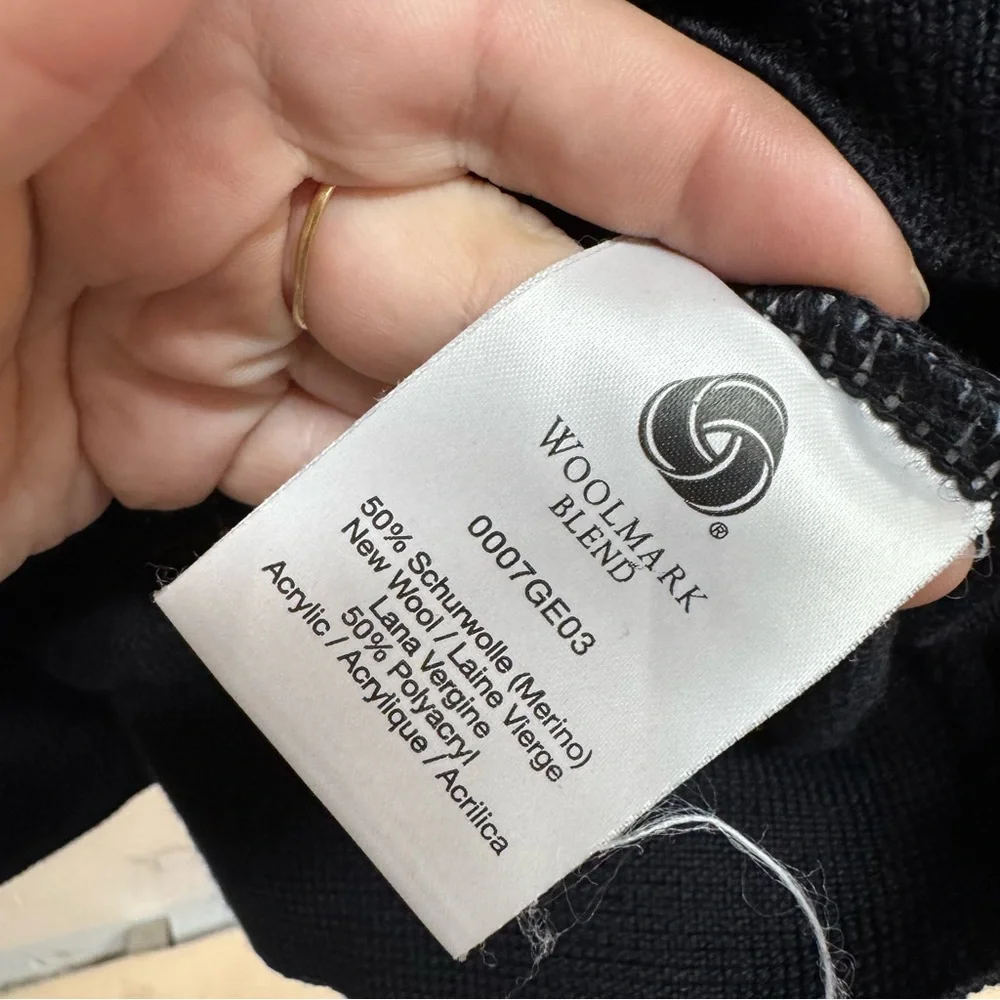 ®
WOOLMARK
BLEND
0007GE03
50% Schurwolle (Merino)
New Wool / Laine Vierge
Lana Vergine
50% Polyacryl
Acrylic / Acrylique / Acrilica